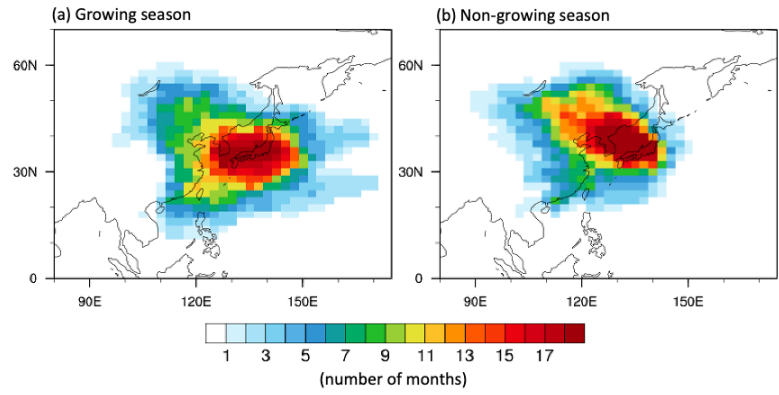 (a) Growing season
(b) Non-growing season
60N
30N
0
90E 120E 150E
60N
30N
0
90E 120E 150E
1 3 5 7 9 11 13 15 17
(number of months)